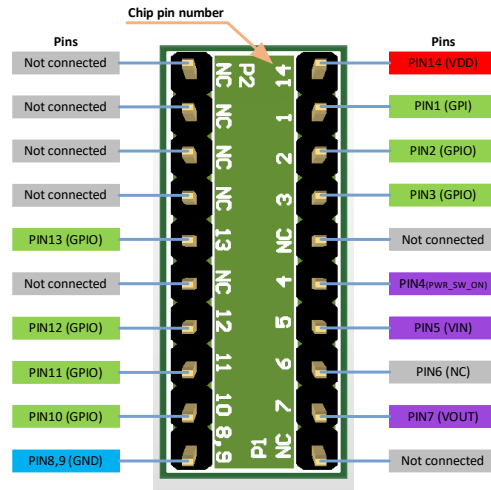 Chip pin number
Pins
Not connected
Not connected
Not connected
Not connected
PIN13 (GPIO)
Not connected
PIN12 (GPIO)
PIN11 (GPIO)
PIN10 (GPIO)
PIN8,9 (GND)
NC
NC
NC
NC
13
NC
12
11
10
8,9
P2
P1
14
1
2
3
NC
4
5
6
7
NC
Pins
PIN14 (VDD)
PIN1 (GPI)
PIN2 (GPIO)
PIN3 (GPIO)
Not connected
PIN4(PWR_SW_ON)
PIN5 (VIN)
PIN6 (NC)
PIN7 (VOUT)
Not connected